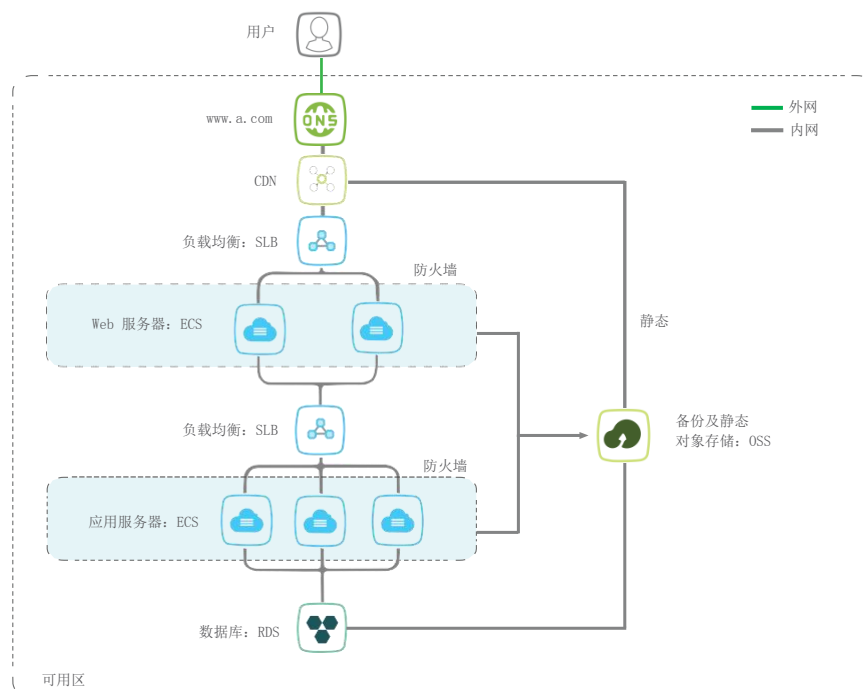 用户
www.a.com
ONS
外网
内网
CDN
负载均衡: SLB
防火墙
Web 服务器: ECS
静态
负载均衡: SLB
备份及静态
对象存储: OSS
防火墙
应用服务器: ECS
数据库: RDS
可用区